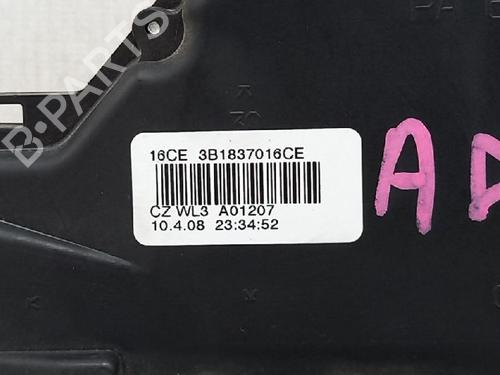 B-PARTS
16CE 3B1837016CE
CZ WL3 A01207
10.4.08 23:34:52